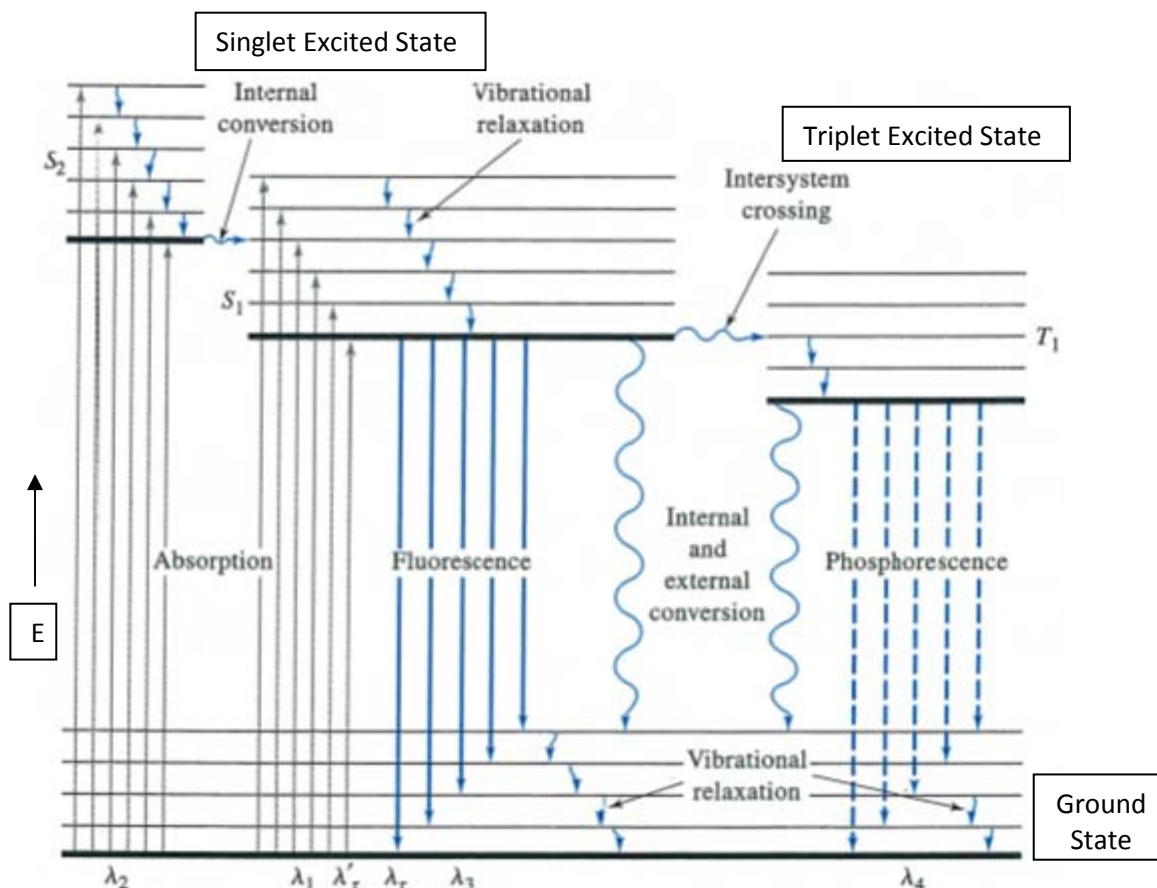 Singlet Excited State
Internal
conversion
Vibrational
relaxation
Triplet Excited State
Intersystem
crossing
S₂
S₁
T₁
E
Absorption
Fluorescence
Internal
and
external
conversion
Phosphorescence
Vibrational
relaxation
Ground
State
λ₂
λ₁
λ′ᵣ
λᵣ
λ₃
λ₄